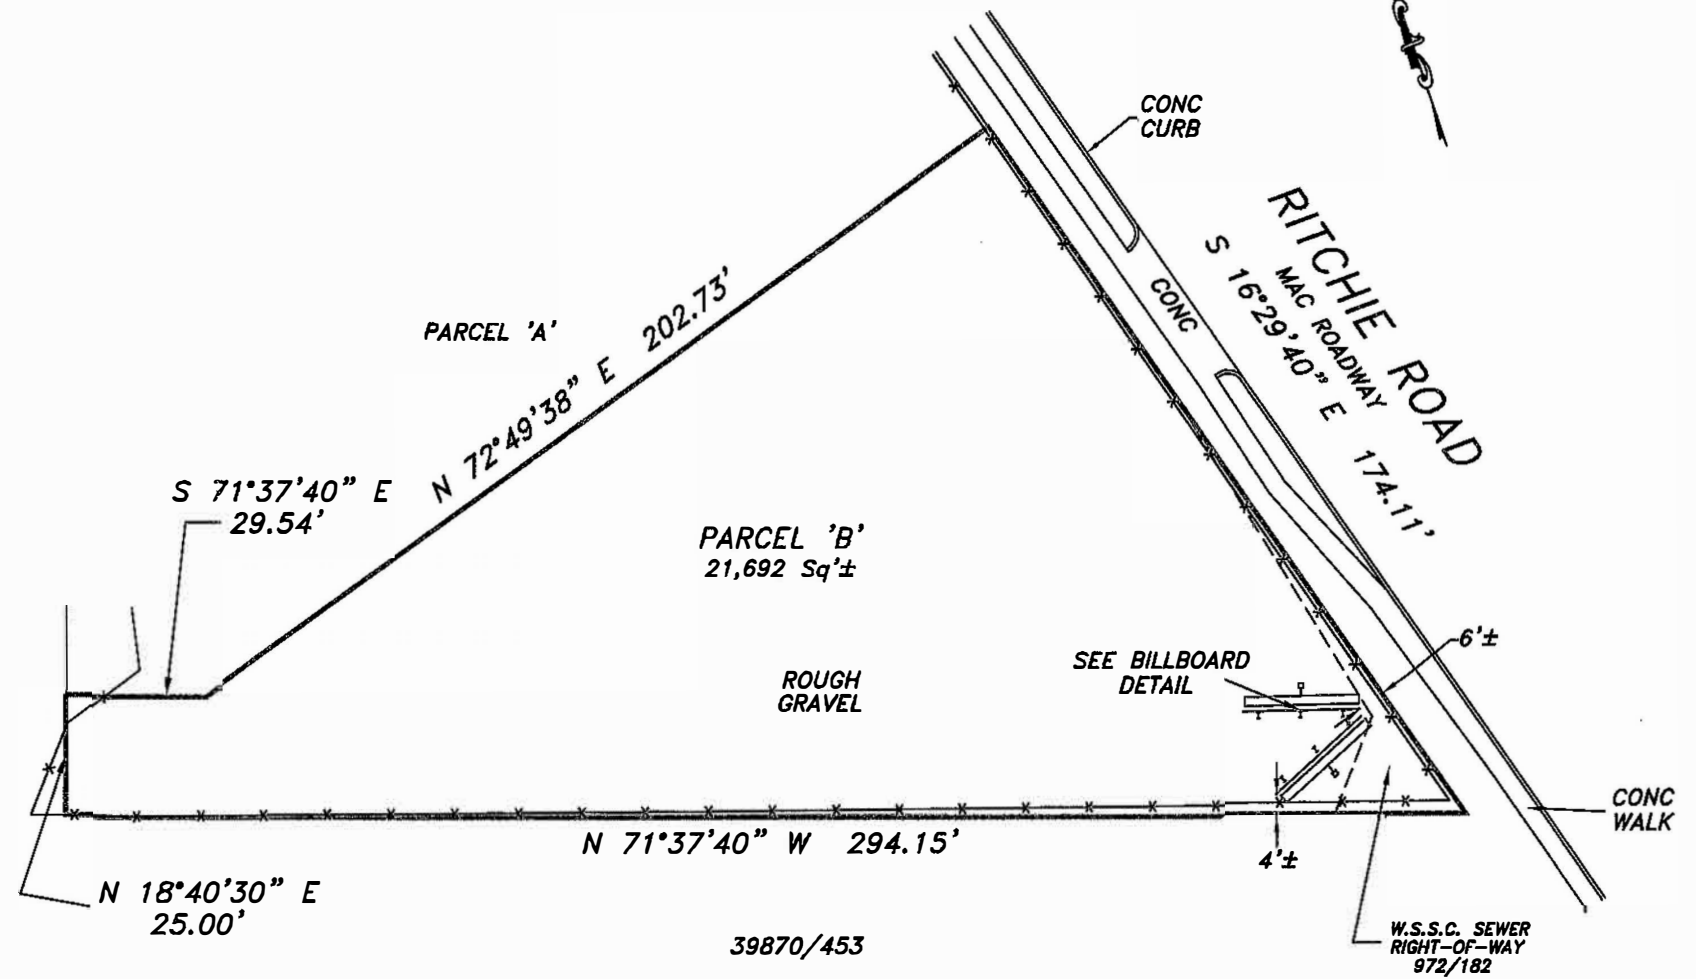 CONC
CURB
RITCHIE ROAD
MAC ROADWAY
S 16°29'40" E 174.11'
CONC
PARCEL 'A'
N 72°49'38" E 202.73'
S 71°37'40" E
29.54'
PARCEL 'B'
21,692 Sq'±
ROUGH
GRAVEL
SEE BILLBOARD
DETAIL
6'±
CONC
WALK
N 71°37'40" W 294.15'
4'±
N 18°40'30" E
25.00'
39870/453
W.S.S.C. SEWER
RIGHT-OF-WAY
972/182